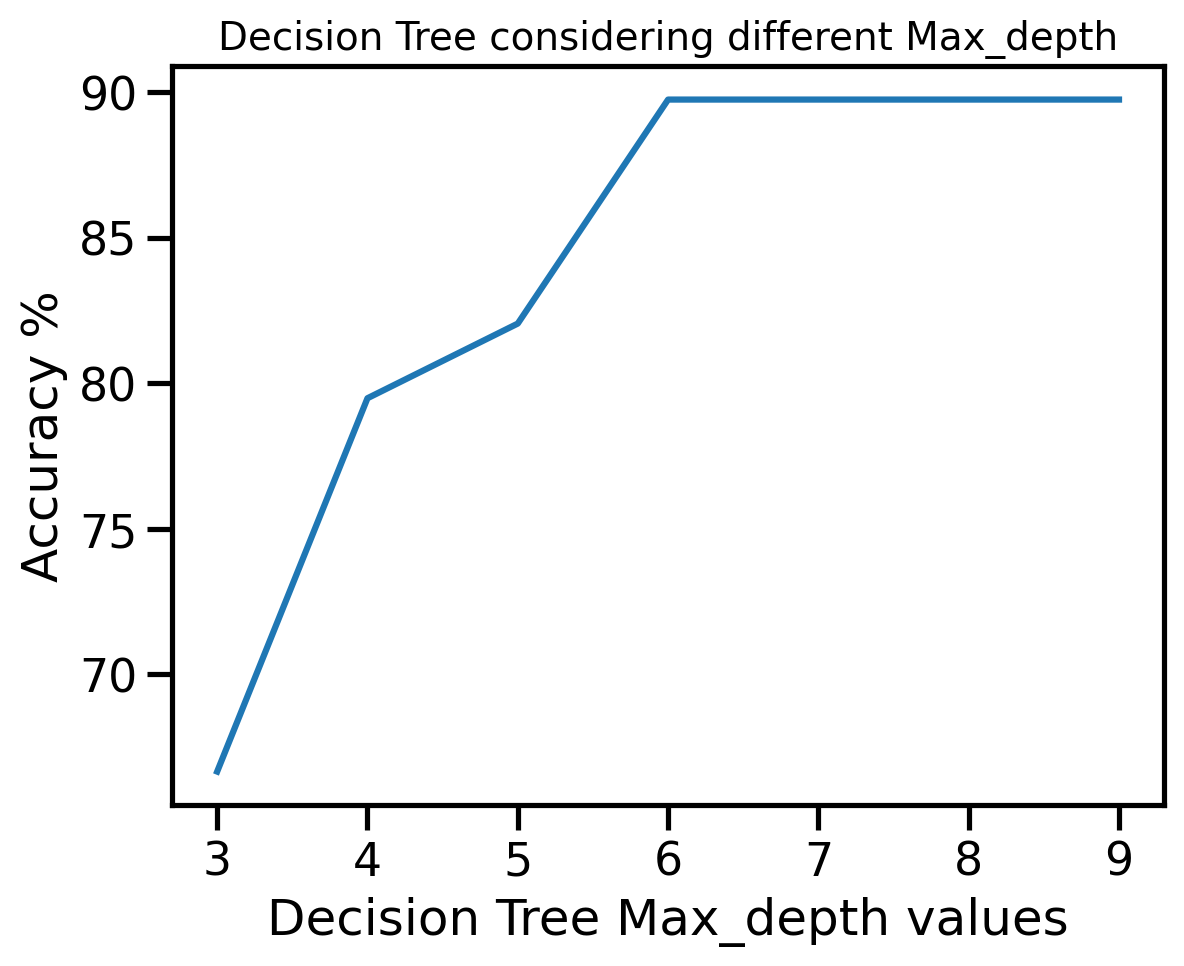 Decision Tree considering different Max_depth
90
85
80
75
70
Accuracy %
3 4 5 6 7 8 9
Decision Tree Max_depth values